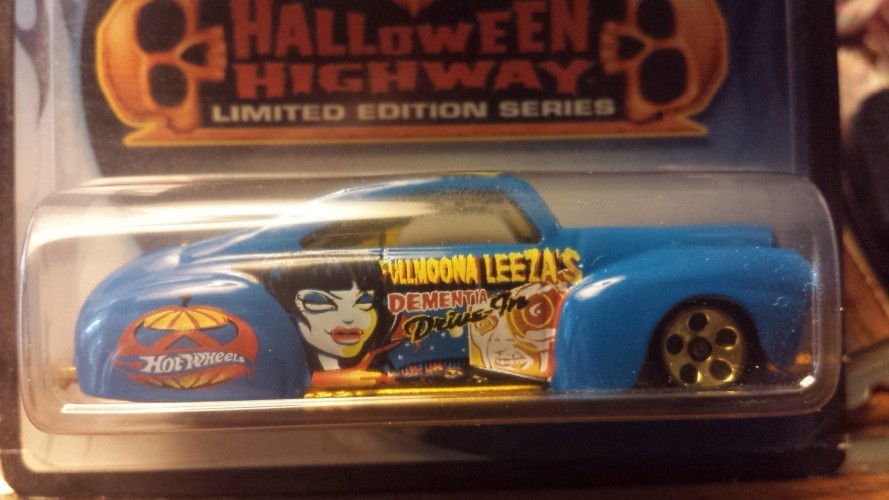 HALLOWEEN
HIGHWAY
LIMITED EDITION SERIES
FULLMOONA LEEZA'S
DEMENTIA
Drive-In
HOT WHEELS